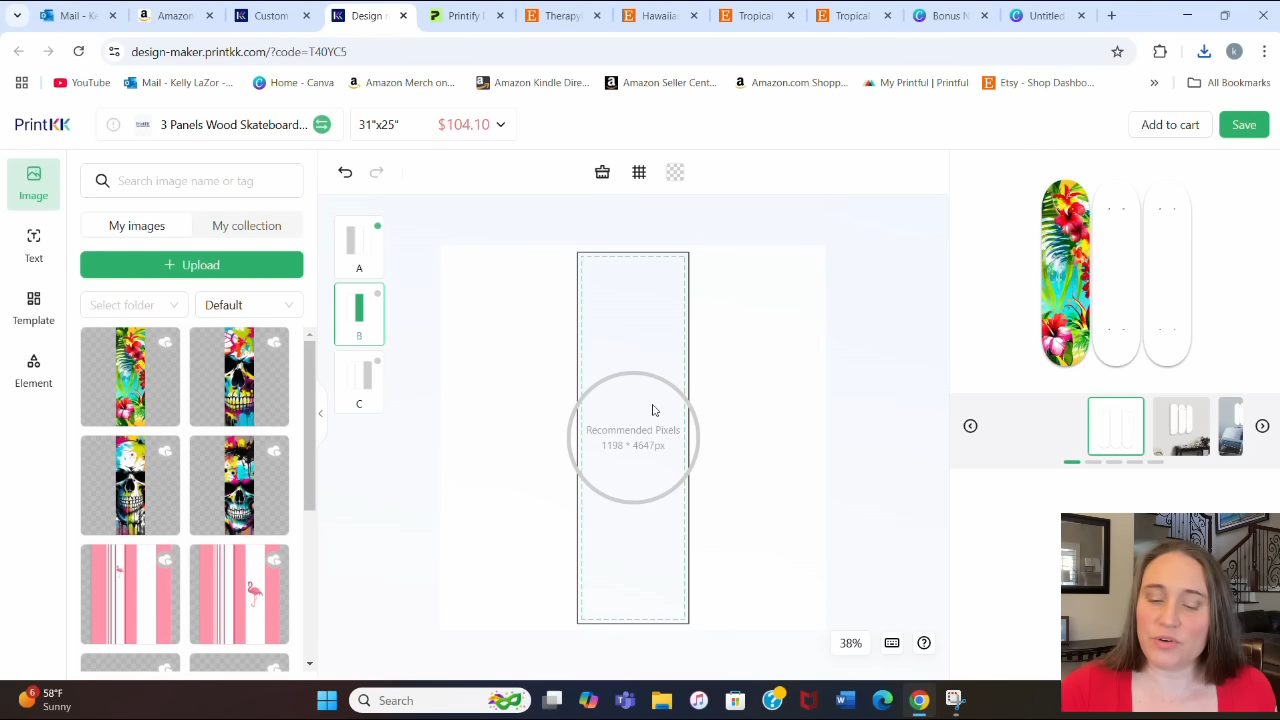 Mail - Ke
Amazon
Custom
Design r
Printify D
Therapy
Hawaiian
Tropical
Tropical
Bonus N
Untitled
design-maker.printkk.com/?code=T40YC5
k
YouTube
Mail - Kelly LaZor - ...
Home - Canva
Amazon Merch on...
Amazon Kindle Dire...
Amazon Seller Cent...
Amazon.com Shopp...
My Printful | Printful
Etsy - Shop Dashbo...
All Bookmarks
PrintKK
3 Panels Wood Skateboard...
31"x25"
$104.10
Add to cart
Save
Image
Text
Template
Element
Search image name or tag
My images
My collection
+ Upload
Select folder
Default
A
B
C
Recommended Pixels
1198 * 4647px
38%
6
58°F
Sunny
Search